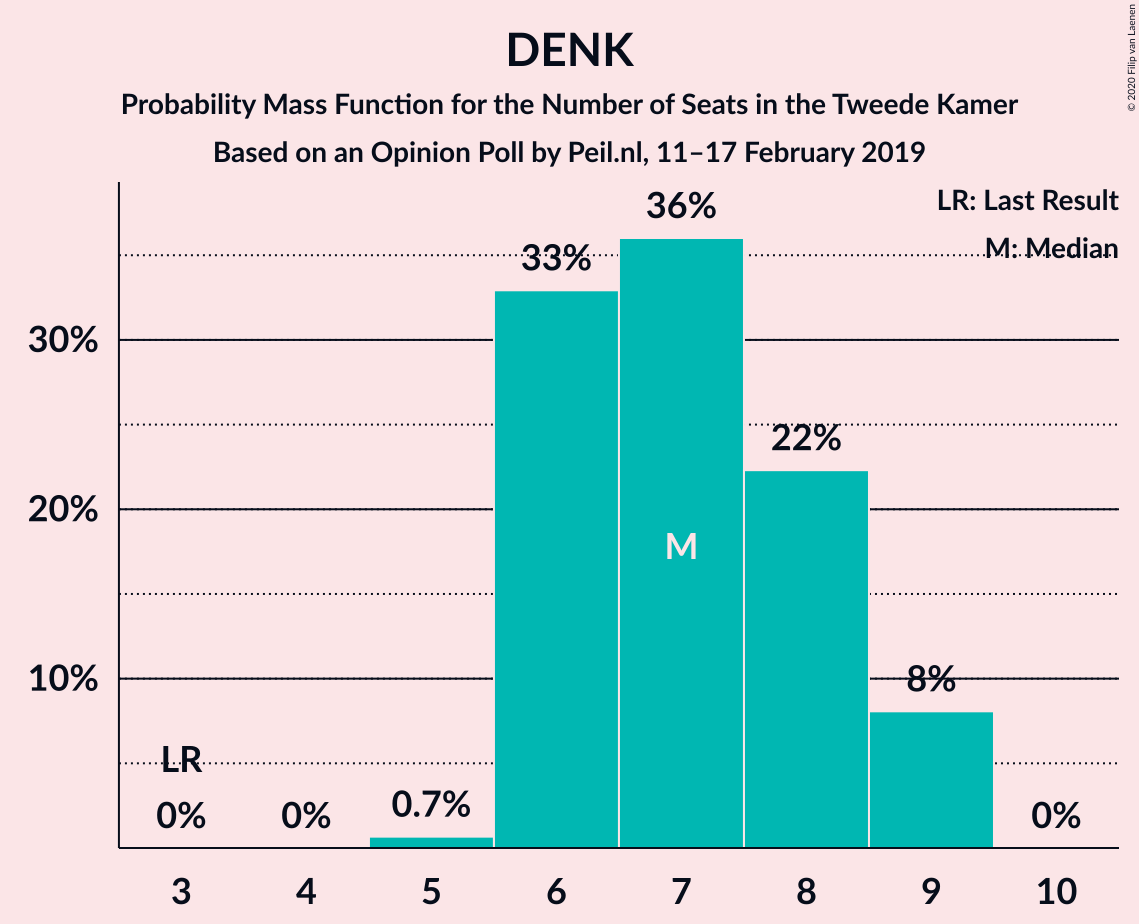 DENK
Probability Mass Function for the Number of Seats in the Tweede Kamer
Based on an Opinion Poll by Peil.nl, 11–17 February 2019
© 2020 Filip van Laenen
LR: Last Result
M: Median
36%
33%
30%
22%
20%
M
10%
8%
LR
0%
0%
0.7%
0%
3 4 5 6 7 8 9 10